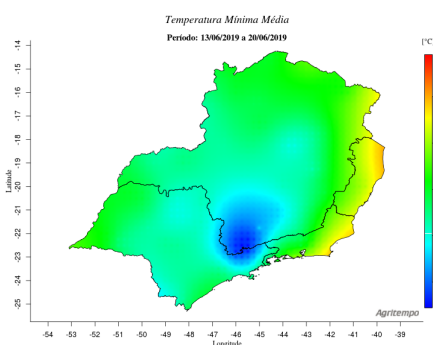 Temperatura Mínima Média
Período: 13/06/2019 a 20/06/2019
[°C
Latitude
-14
-15
-16
-17
-18
-19
-20
-21
-22
-23
-24
-25
Agritempo
-54 -53 -52 -51 -50 -49 -48 -47 -46 -45 -44 -43 -42 -41 -40 -39
Longitude